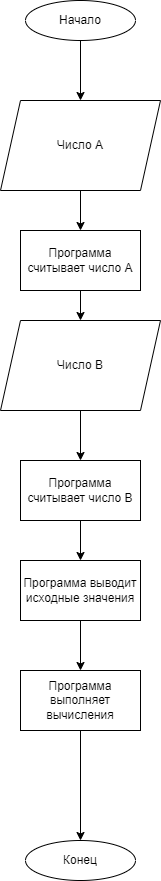 Начало
Число A
Программа
считывает число A
Число B
Программа
считывает число B
Программа выводит
исходные значения
Программа
выполняет
вычисления
Конец